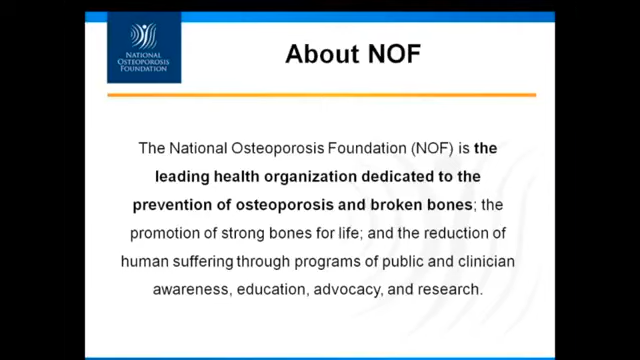 NATIONAL
OSTEOPOROSIS
FOUNDATION
About NOF
The National Osteoporosis Foundation (NOF) is the
leading health organization dedicated to the
prevention of osteoporosis and broken bones; the
promotion of strong bones for life; and the reduction of
human suffering through programs of public and clinician
awareness, education, advocacy, and research.